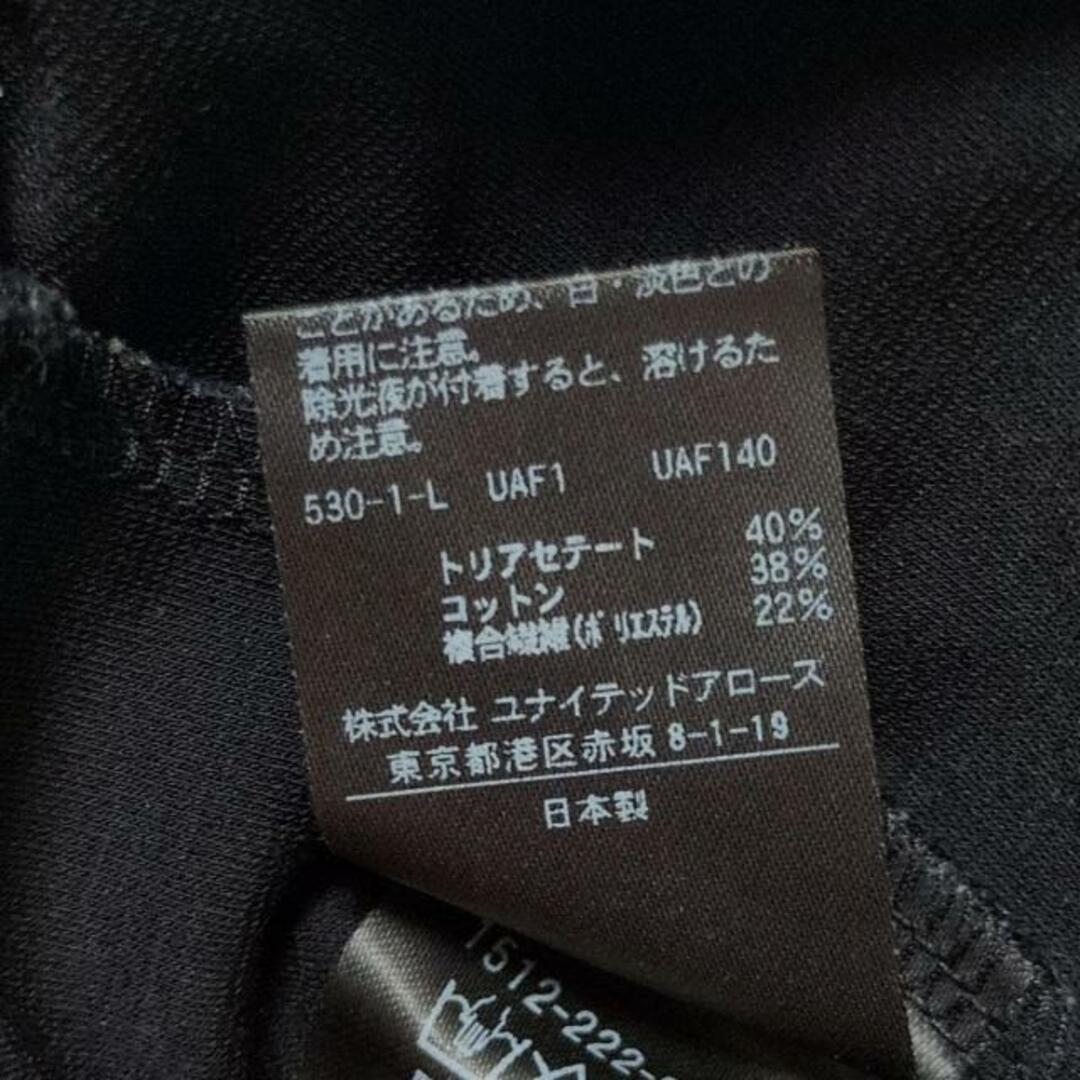 ことがあるため、白・淡色との
着用に注意。
除光液が付着すると、溶けるた
め注意。
530-1-L UAF1 UAF140
トリアセテート 40%
コットン 38%
複合繊維(ポリエステル) 22%
株式会社 ユナイテッドアローズ
東京都港区赤坂 8-1-19
日本製
1512-222-